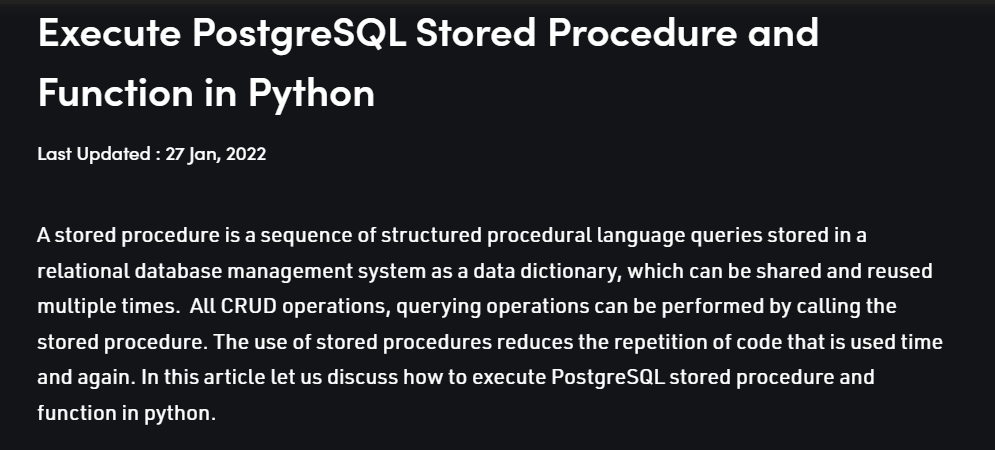 Execute PostgreSQL Stored Procedure and
Function in Python
Last Updated : 27 Jan, 2022
A stored procedure is a sequence of structured procedural language queries stored in a
relational database management system as a data dictionary, which can be shared and reused
multiple times.  All CRUD operations, querying operations can be performed by calling the
stored procedure. The use of stored procedures reduces the repetition of code that is used time
and again. In this article let us discuss how to execute PostgreSQL stored procedure and
function in python.